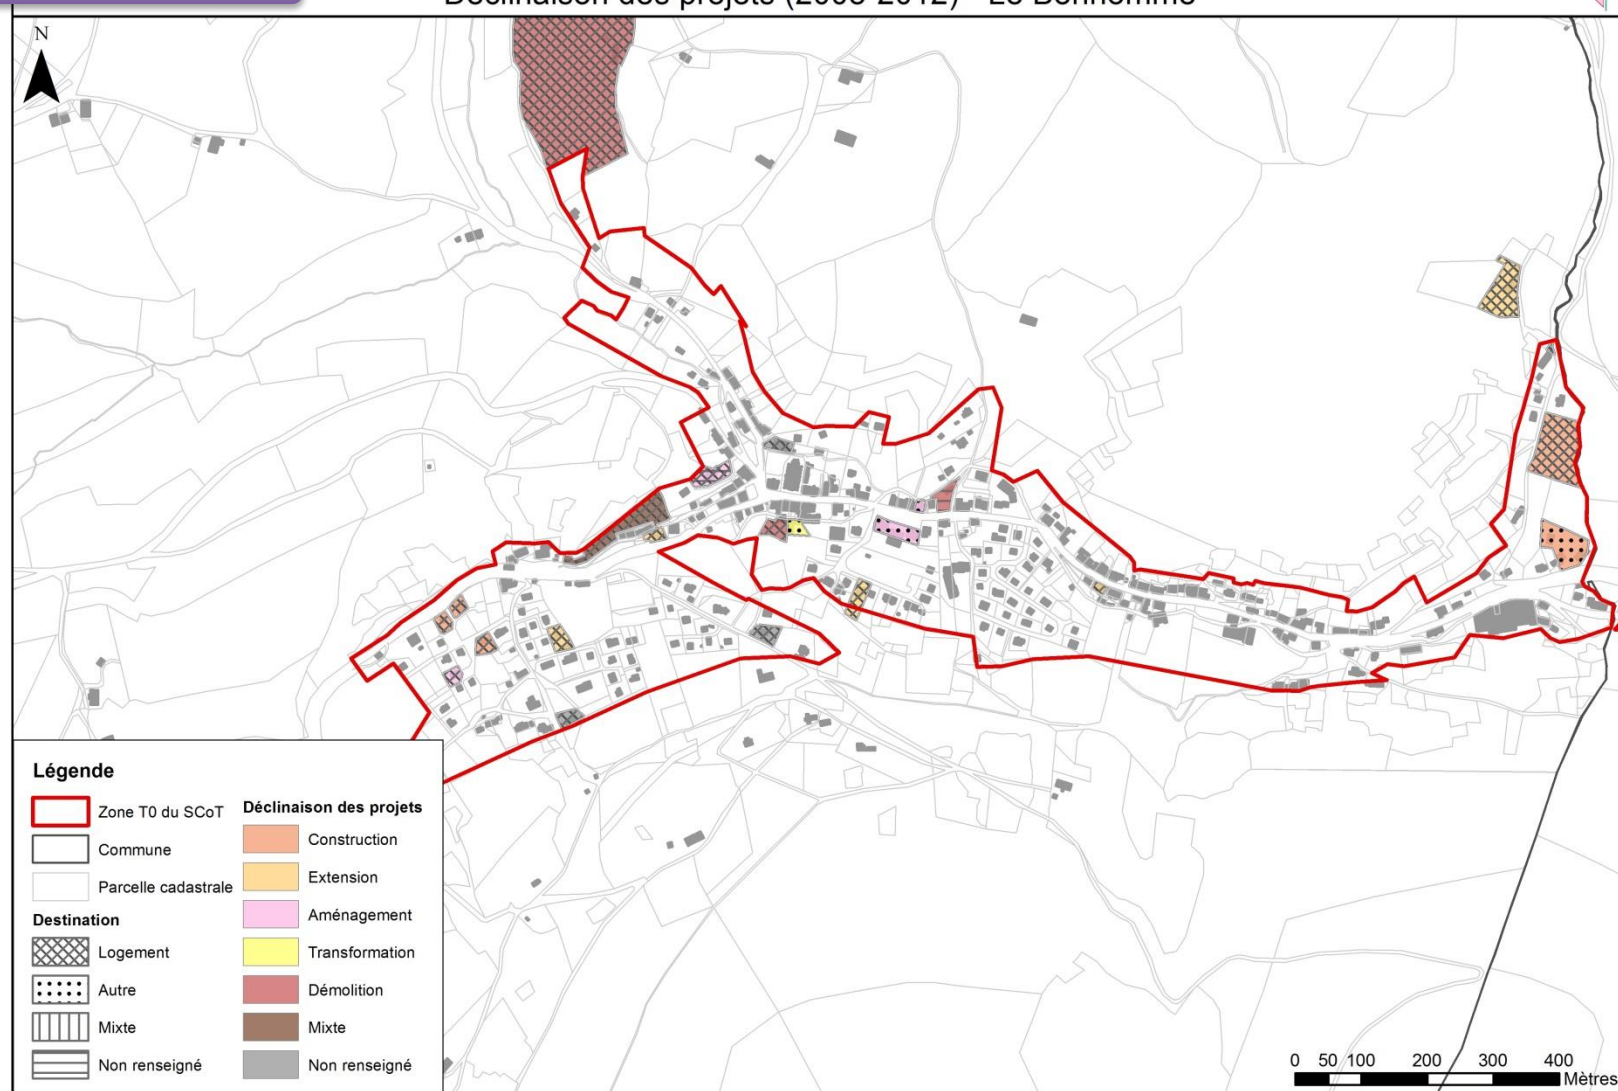 N
Légende
Zone T0 du SCoT
Commune
Parcelle cadastrale
Destination
Logement
Autre
Mixte
Non renseigné
Déclinaison des projets
Construction
Extension
Aménagement
Transformation
Démolition
Mixte
Non renseigné
0 50 100 200 300 400
Mètres